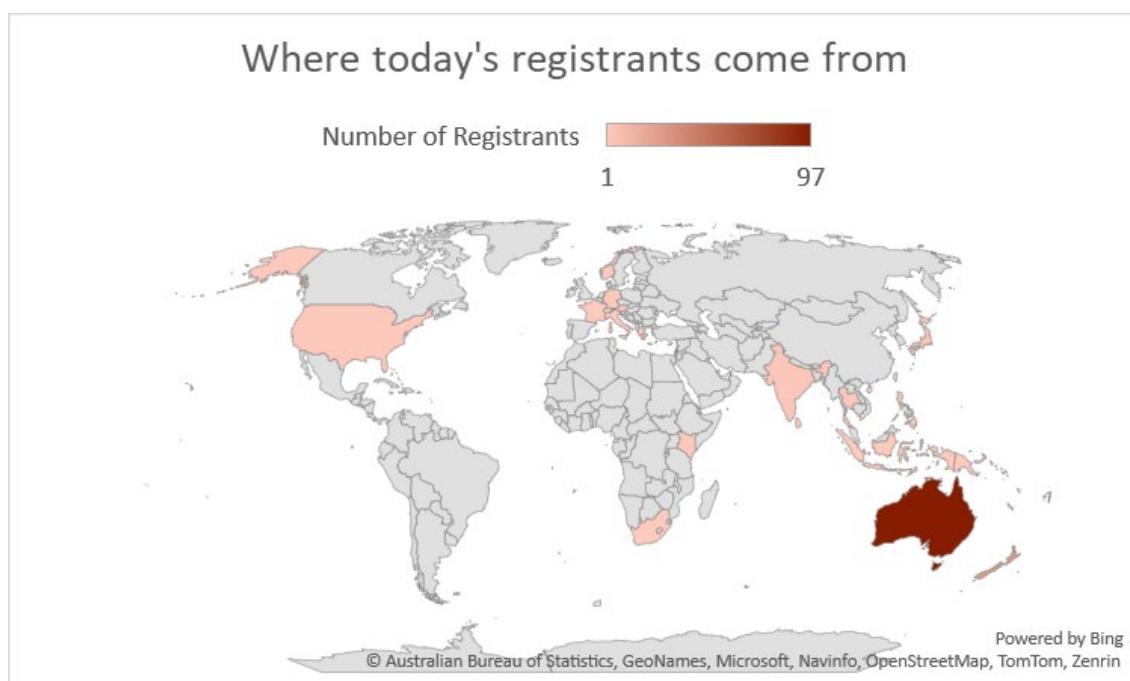 Where today's registrants come from
Number of Registrants
1 97
Powered by Bing
© Australian Bureau of Statistics, GeoNames, Microsoft, Navinfo, OpenStreetMap, TomTom, Zenrin